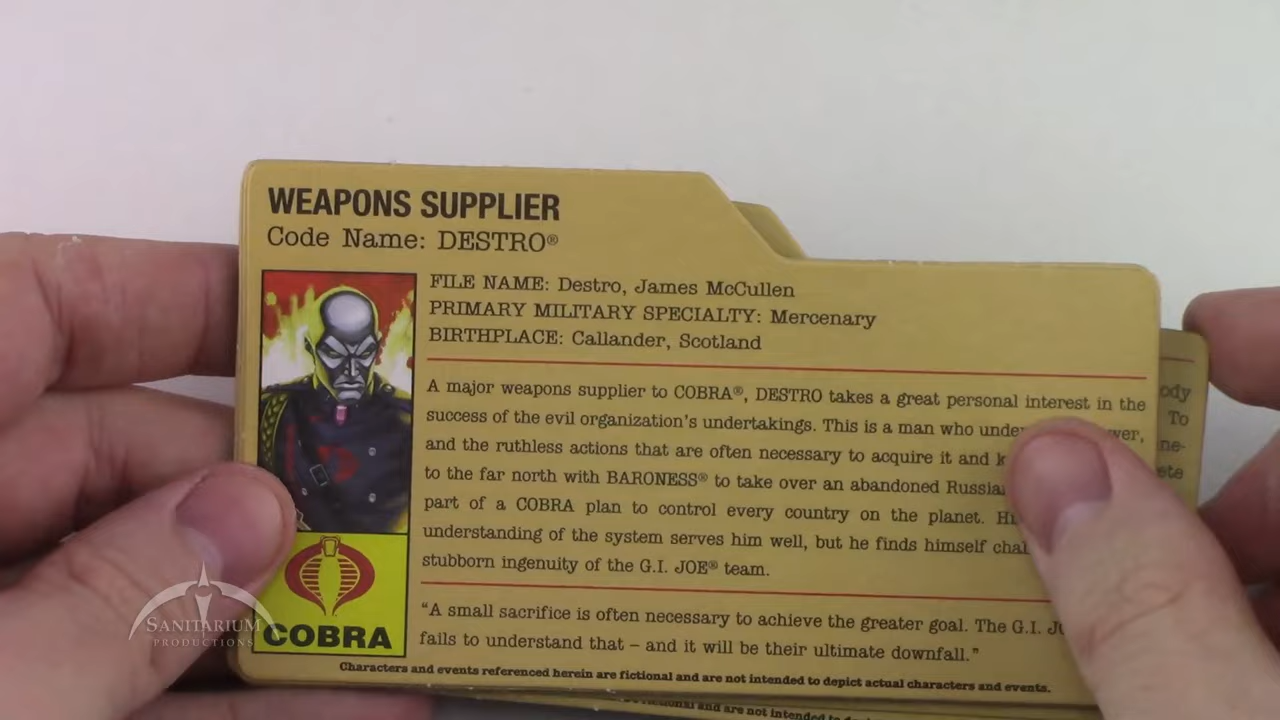 WEAPONS SUPPLIER
Code Name: DESTRO®
FILE NAME: Destro, James McCullen
PRIMARY MILITARY SPECIALTY: Mercenary
BIRTHPLACE: Callander, Scotland
A major weapons supplier to COBRA®, DESTRO takes a great personal interest in the
success of the evil organization's undertakings. This is a man who
and the ruthless actions that are often necessary to acquire it and
to the far north with BARONESS® to take over an abandoned Russian
part of a COBRA plan to control every country on the planet.
understanding of the system serves him well, but he finds himself
stubborn ingenuity of the G.I. JOE® team.
"A small sacrifice is often necessary to achieve the greater goal. The G.I.
fails to understand that – and it will be their ultimate downfall."
Characters and events referenced herein are fictional and are not intended to depict actual characters and events.
COBRA
To
and are not intended to
SANITARIUM
PRODUCTIONS